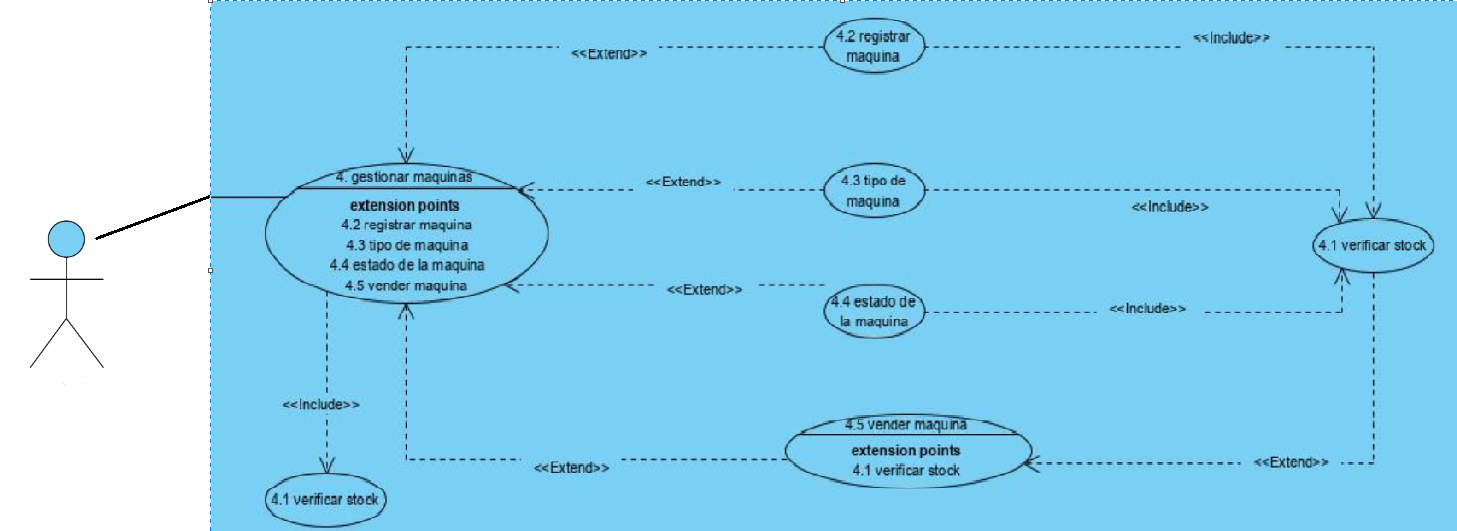 4.2 registrar
maquina
<<Extend>>
<<Include>>
4. gestionar maquinas
extension points
4.2 registrar maquina
4.3 tipo de maquina
4.4 estado de la maquina
4.5 vender maquina
<<Extend>>
4.3 tipo de
maquina
<<Include>>
4.1 verificar stock
<<Extend>>
4.4 estado de
la maquina
<<Include>>
<<Include>>
4.1 verificar stock
<<Extend>>
4.5 vender maquina
extension points
4.1 verificar stock
<<Extend>>